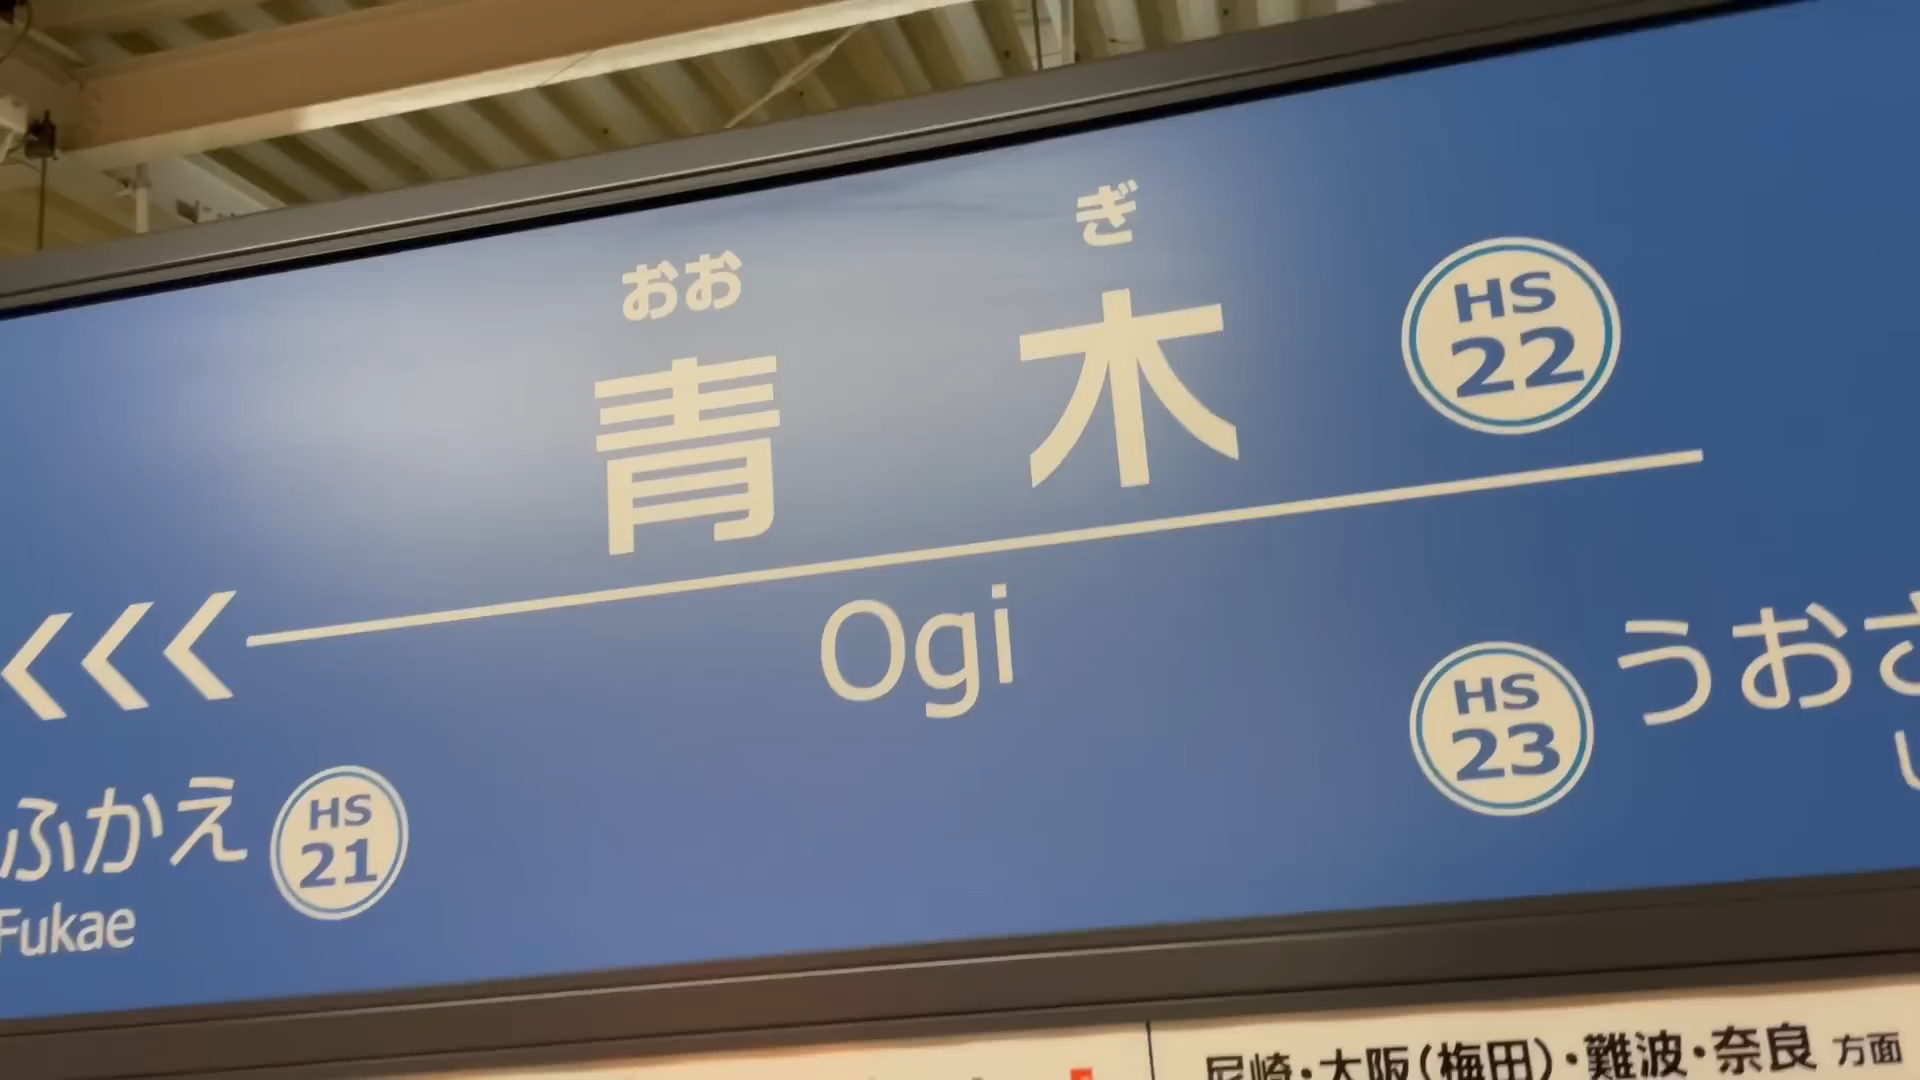 おお ぎ
青 木
HS
22
Ogi
ふかえ
HS
21
Fukae
HS
23
うおさ
尼崎・大阪(梅田)・難波・奈良 方面